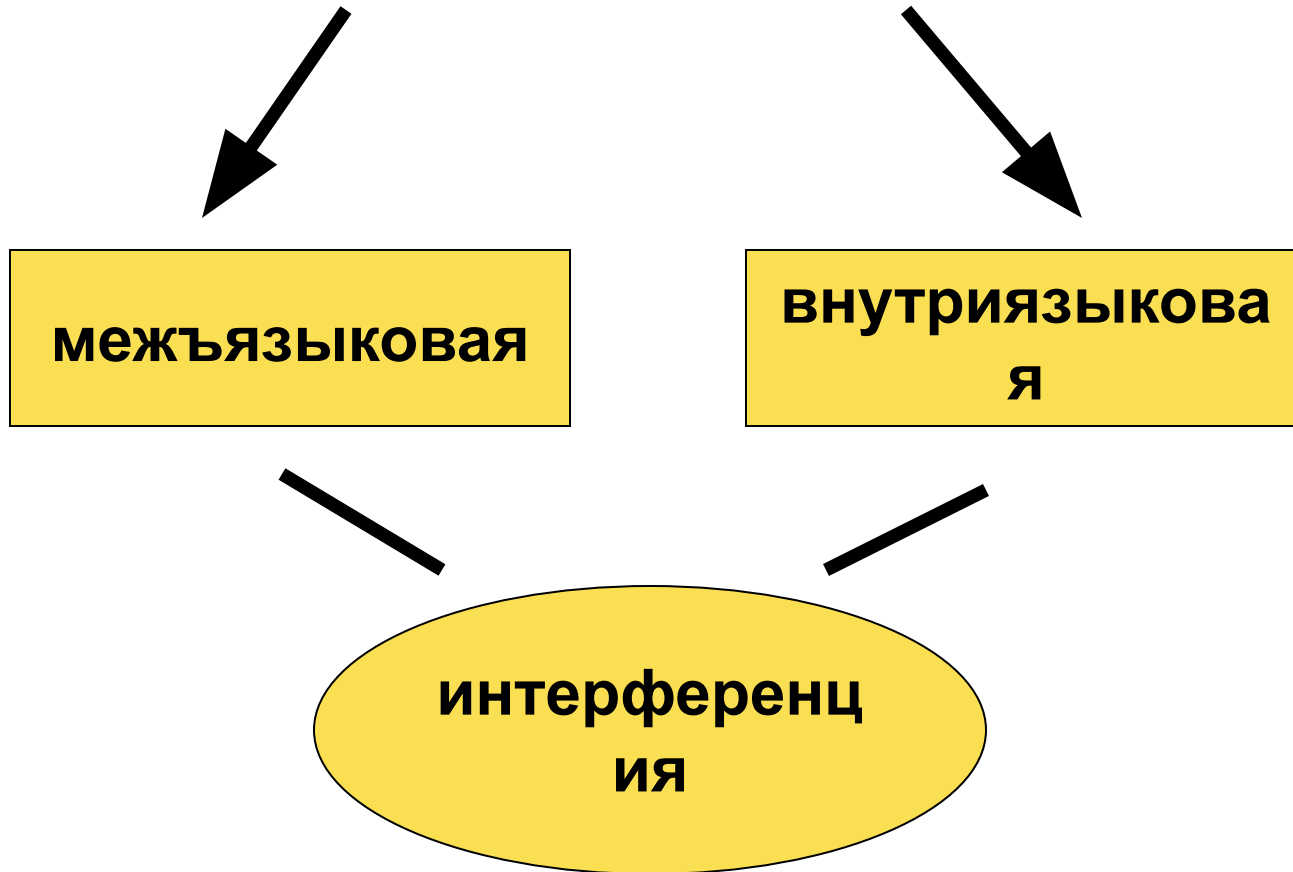 межъязыковая
внутриязыкова
я
интерференц
ия